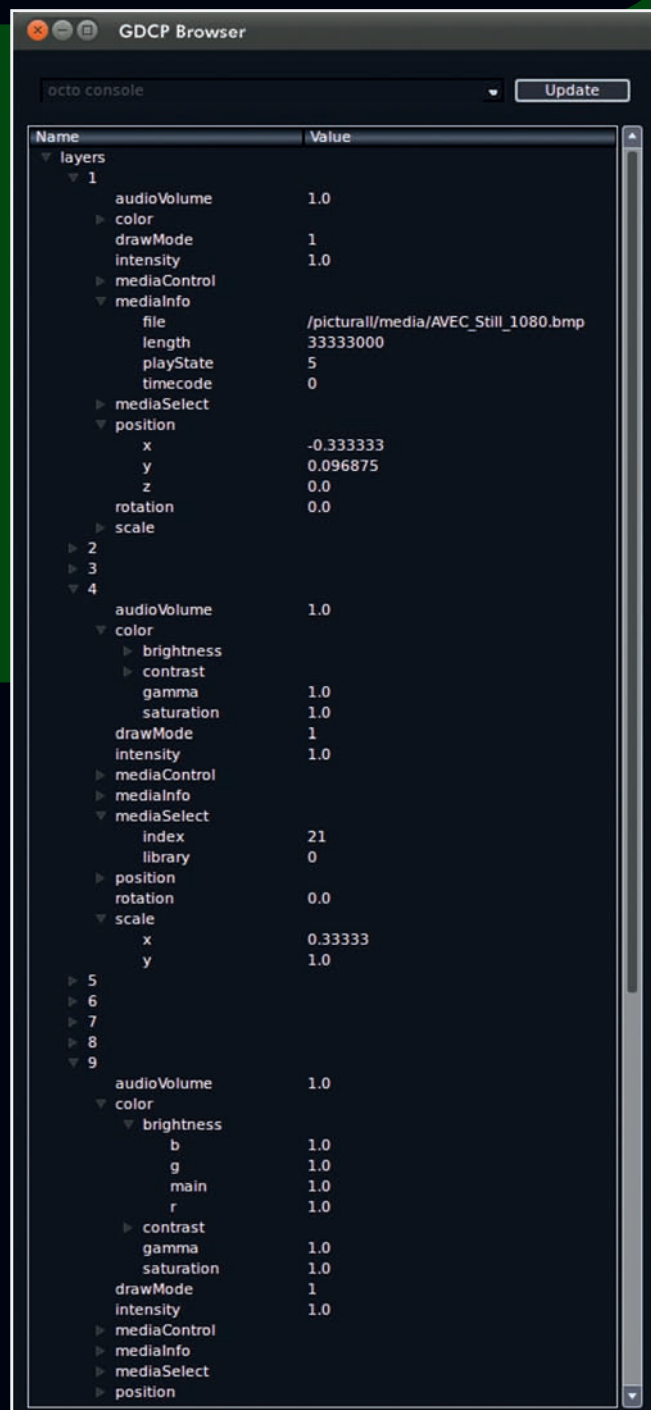 GDCP Browser
octo console Update
Name Value
layers
1
audioVolume 1.0
color
drawMode 1
intensity 1.0
mediaControl
mediaInfo
file /picturall/media/AVEC_Still_1080.bmp
length 33333000
playState 5
timecode 0
mediaSelect
position
x -0.333333
y 0.096875
z 0.0
rotation 0.0
scale
2
3
4
audioVolume 1.0
color
brightness
contrast
gamma 1.0
saturation 1.0
drawMode 1
intensity 1.0
mediaControl
mediaInfo
mediaSelect
index 21
library 0
position
rotation 0.0
scale
x 0.33333
y 1.0
5
6
7
8
9
audioVolume 1.0
color
brightness
b 1.0
g 1.0
main 1.0
r 1.0
contrast
gamma 1.0
saturation 1.0
drawMode 1
intensity 1.0
mediaControl
mediaInfo
mediaSelect
position